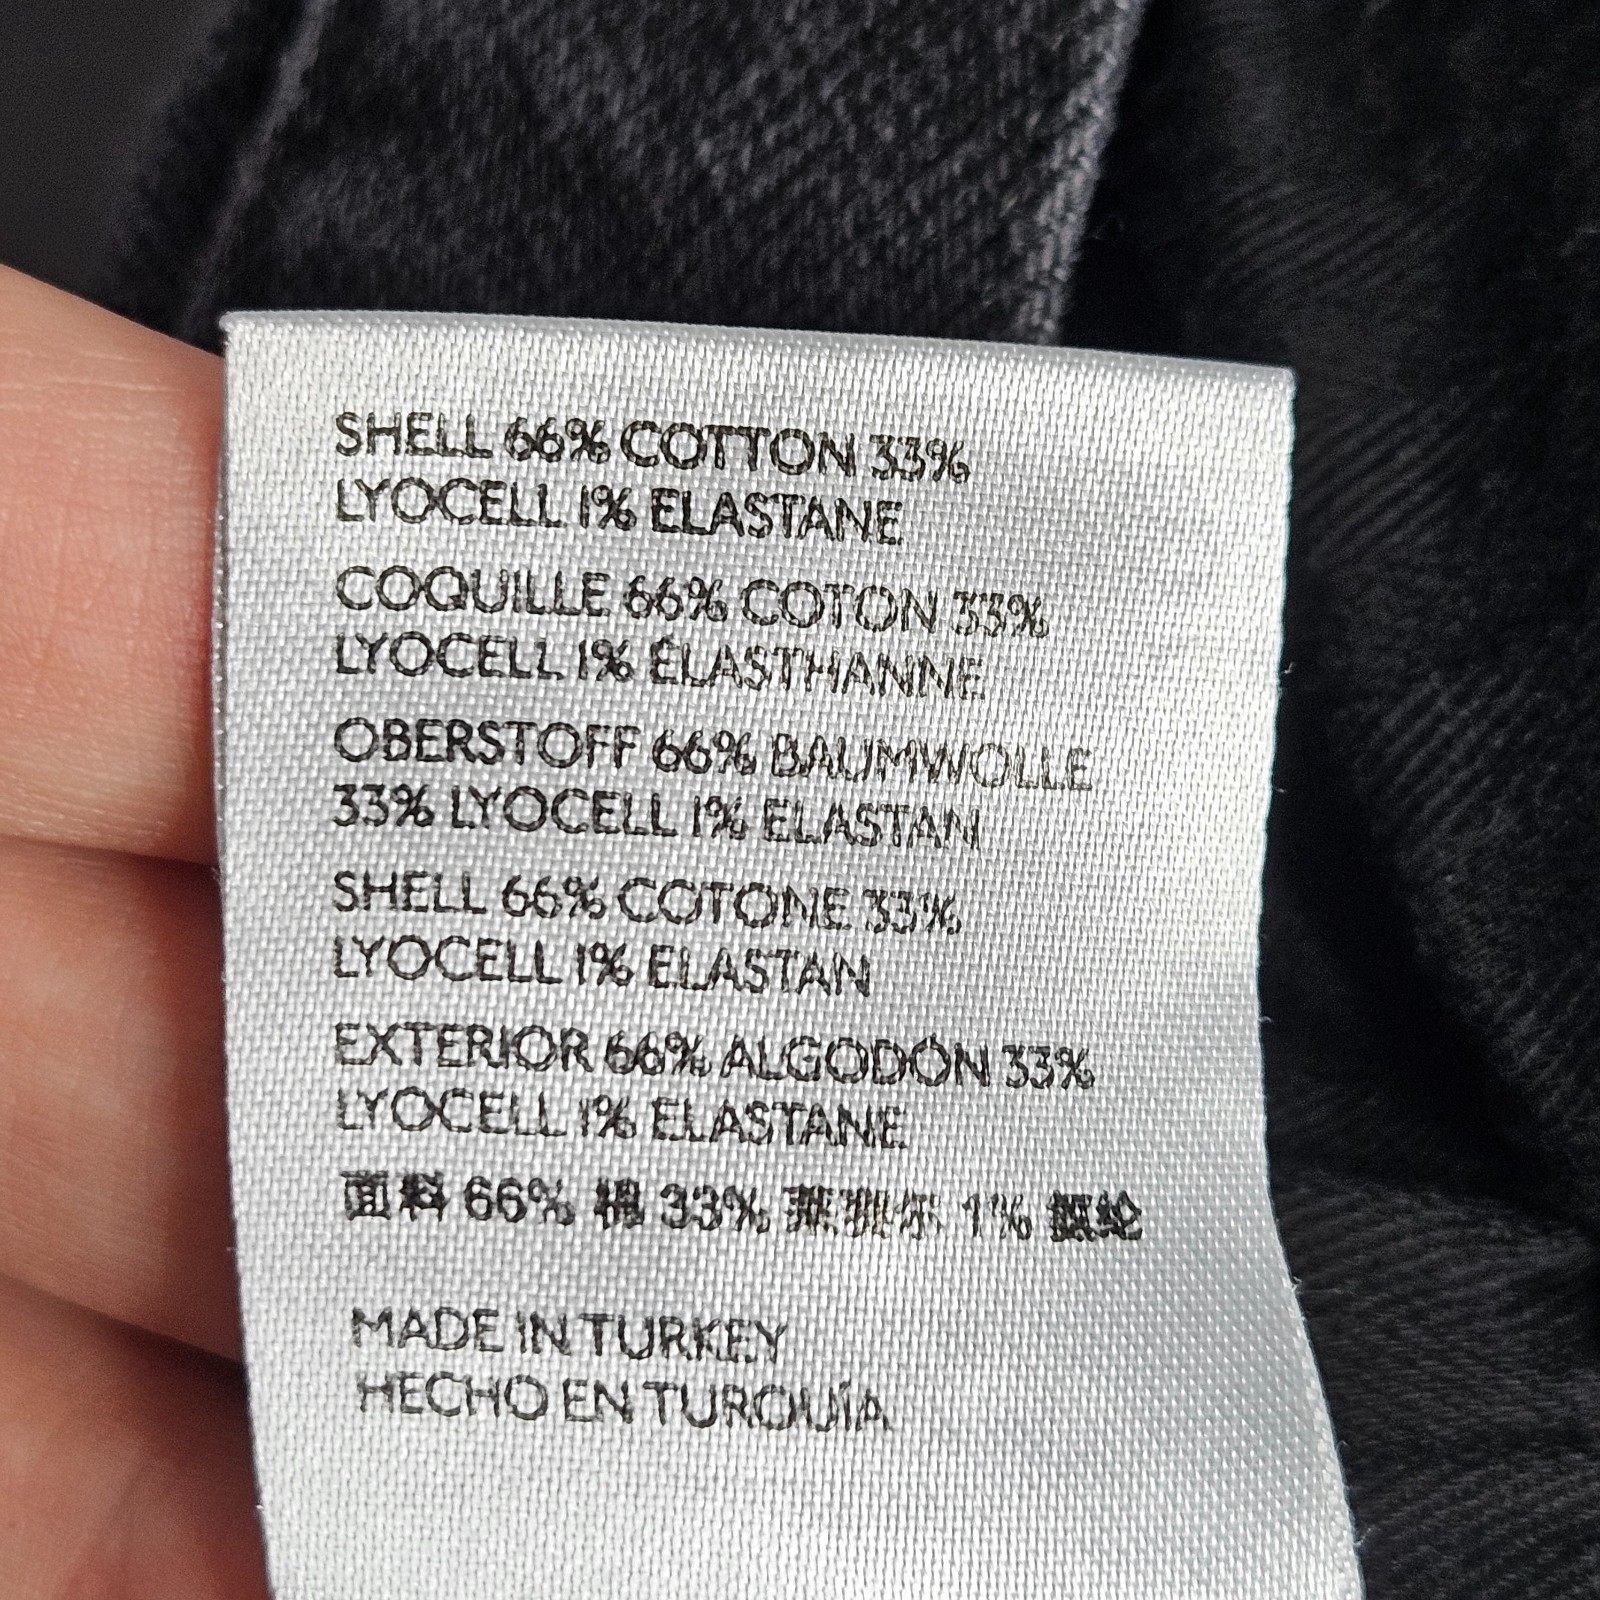 SHELL 66% COTTON 33%
LYOCELL 1% ELASTANE
COQUILLE 66% COTON 33%
LYOCELL 1% ÉLASTHANNE
OBERSTOFF 66% BAUMWOLLE
33% LYOCELL 1% ELASTAN
SHELL 66% COTONE 33%
LYOCELL 1% ELASTAN
EXTERIOR 66% ALGODÓN 33%
LYOCELL 1% ELASTANE
面料 66% 棉 33% 莱赛尔 1% 氨纶
MADE IN TURKEY
HECHO EN TURQUÍA